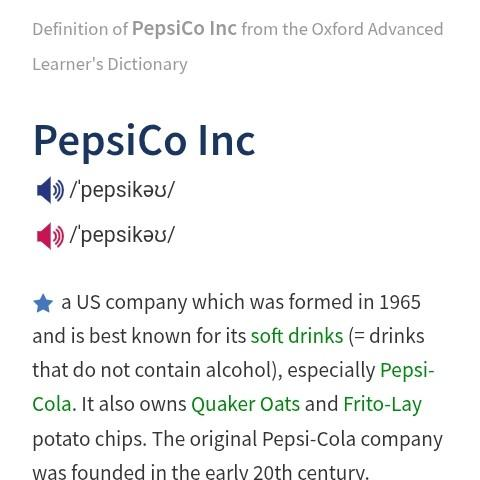 Definition of PepsiCo Inc from the Oxford Advanced
Learner's Dictionary
PepsiCo Inc
/ˈpepsikəʊ/
/ˈpepsikəʊ/
a US company which was formed in 1965
and is best known for its soft drinks (= drinks
that do not contain alcohol), especially Pepsi-
Cola. It also owns Quaker Oats and Frito-Lay
potato chips. The original Pepsi-Cola company
was founded in the early 20th century.